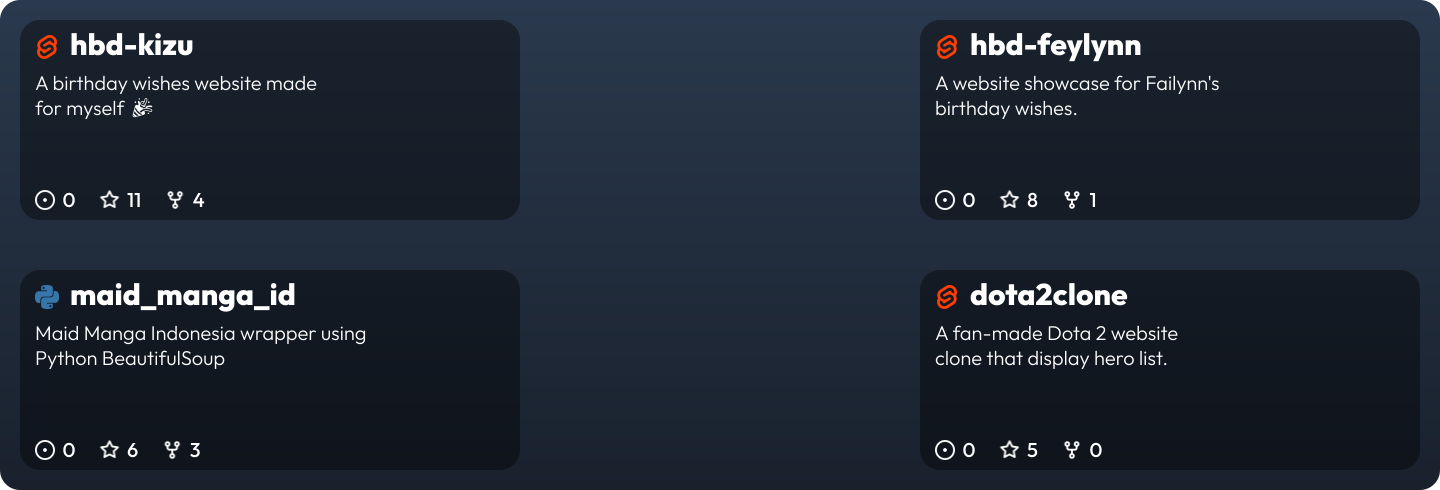 hbd-kizu
A birthday wishes website made
for myself 🎉
0 11 4
hbd-feylynn
A website showcase for Failynn's
birthday wishes.
0 8 1
maid_manga_id
Maid Manga Indonesia wrapper using
Python BeautifulSoup
0 6 3
dota2clone
A fan-made Dota 2 website
clone that display hero list.
0 5 0